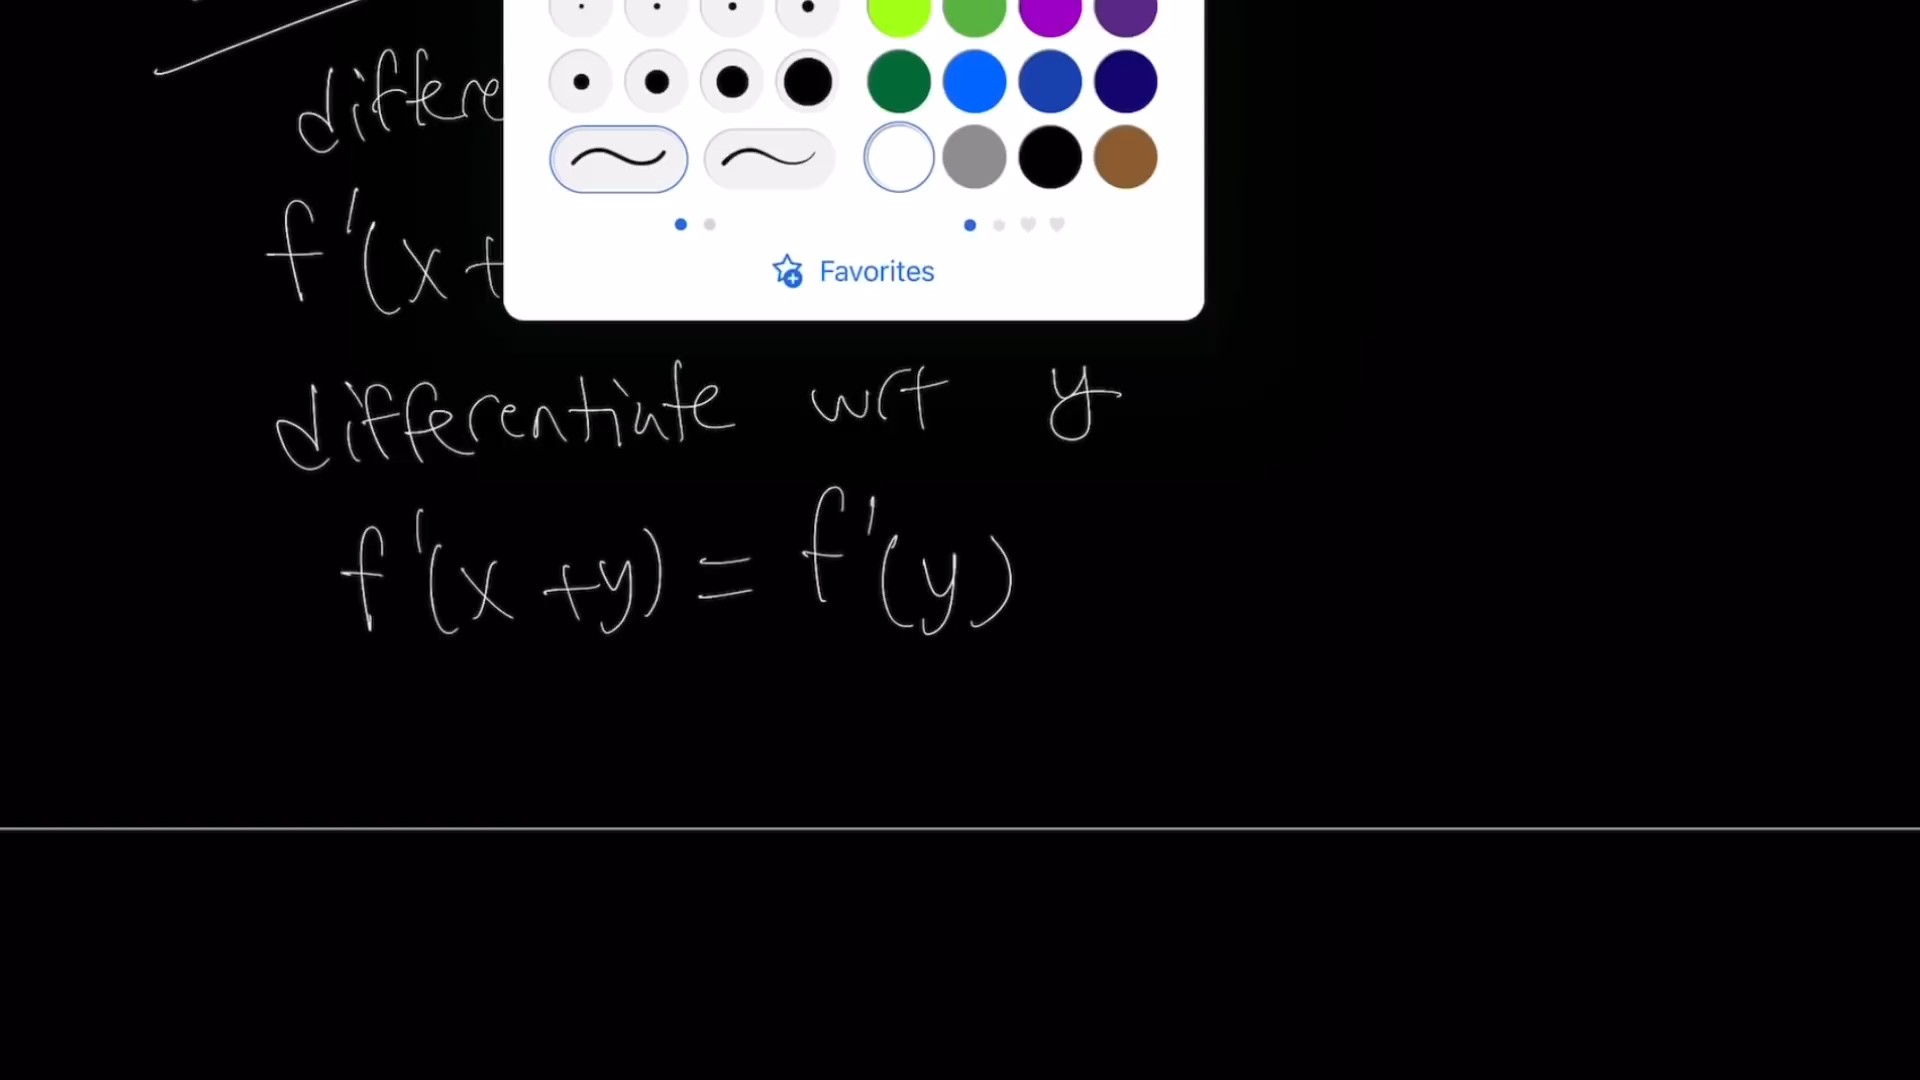 differe
f'(x+
Favorites
differentiate wrt y
f'(x+y) = f'(y)